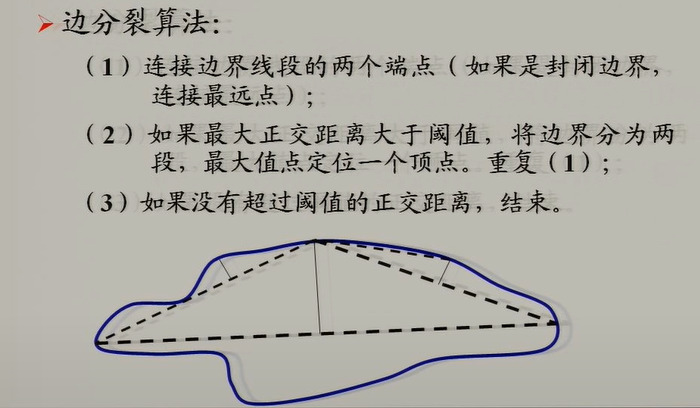 边分裂算法：
（1）连接边界线段的两个端点（如果是封闭边界，
连接最远点）；
（2）如果最大正交距离大于阈值，将边界分为两
段，最大值点定位一个顶点。重复（1）；
（3）如果没有超过阈值的正交距离，结束。